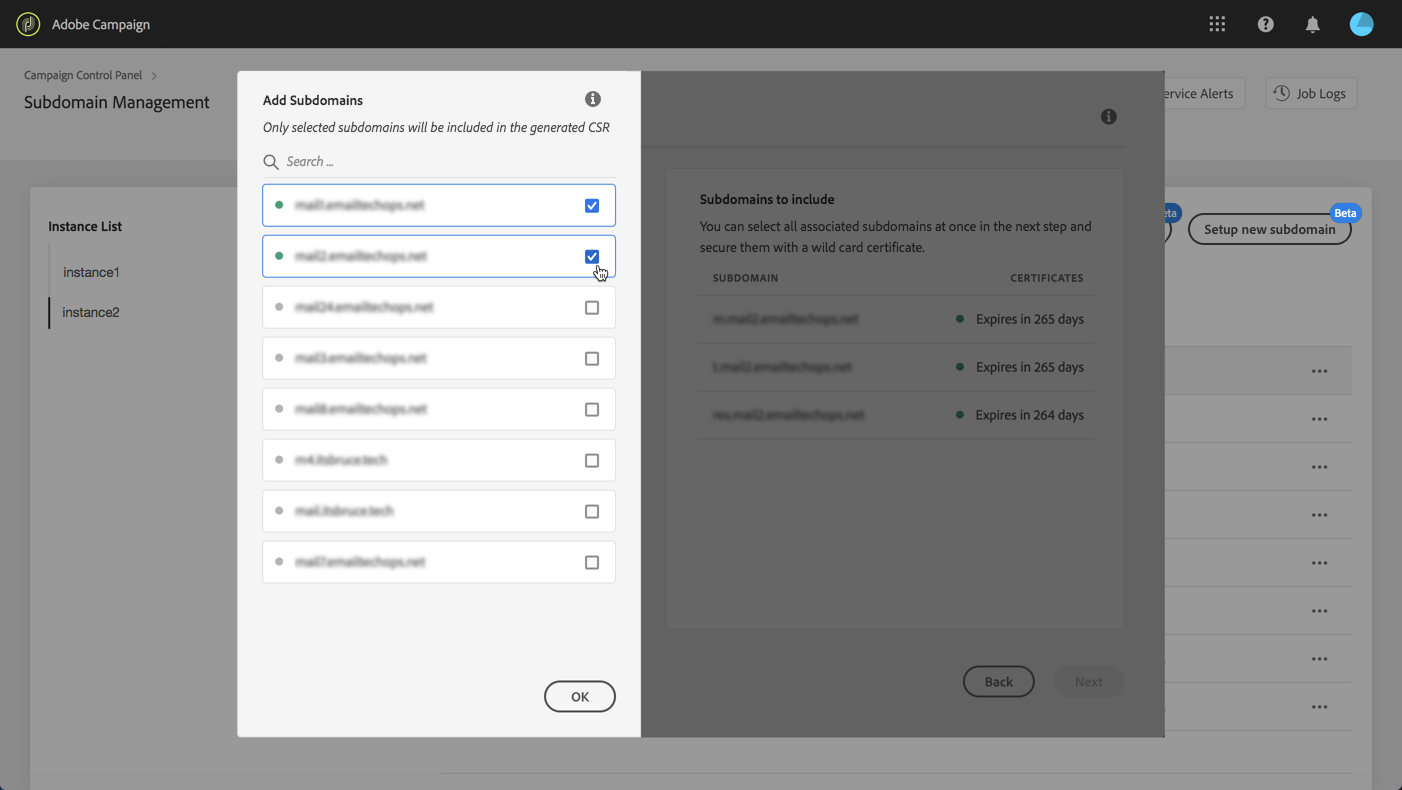 Adobe Campaign
Campaign Control Panel
Subdomain Management
ervice Alerts
Job Logs
Add Subdomains
Only selected subdomains will be included in the generated CSR
Search ...
mail1.emailtechops.net
mail2.emailtechops.net
mail24.emailtechops.net
mail3.emailtechops.net
mail8.emailtechops.net
m4.itsbruce.tech
mail.itsbruce.tech
mail7.emailtechops.net
OK
Instance List
instance1
instance2
Subdomains to include
You can select all associated subdomains at once in the next step and
secure them with a wild card certificate.
SUBDOMAIN CERTIFICATES
m.mail2.emailtechops.net Expires in 265 days
t.mail2.emailtechops.net Expires in 265 days
res.mail2.emailtechops.net Expires in 264 days
Back
Next
eta
Beta
Setup new subdomain